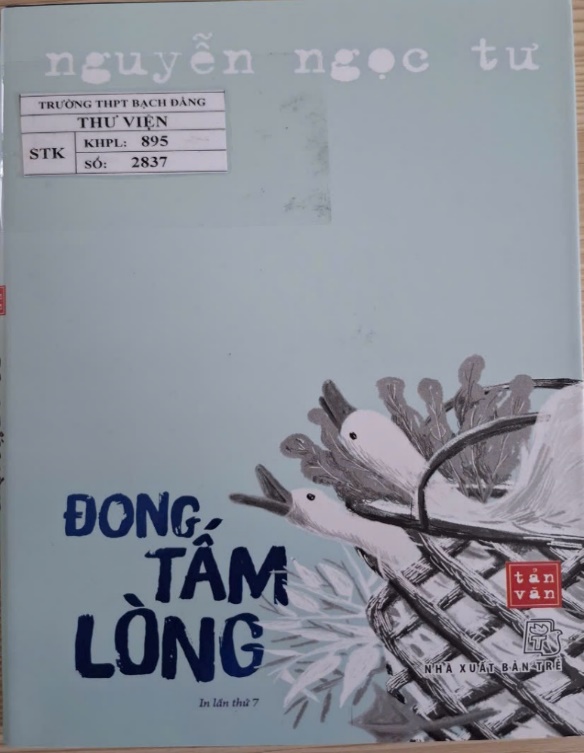 nguyễn ngọc tư
TRƯỜNG THPT BẠCH ĐẰNG
THƯ VIỆN
STK
KHPL: 895
SỐ: 2837
ĐONG
TẤM
LÒNG
In lần thứ 7
tản
văn
NHÀ XUẤT BẢN TRẺ